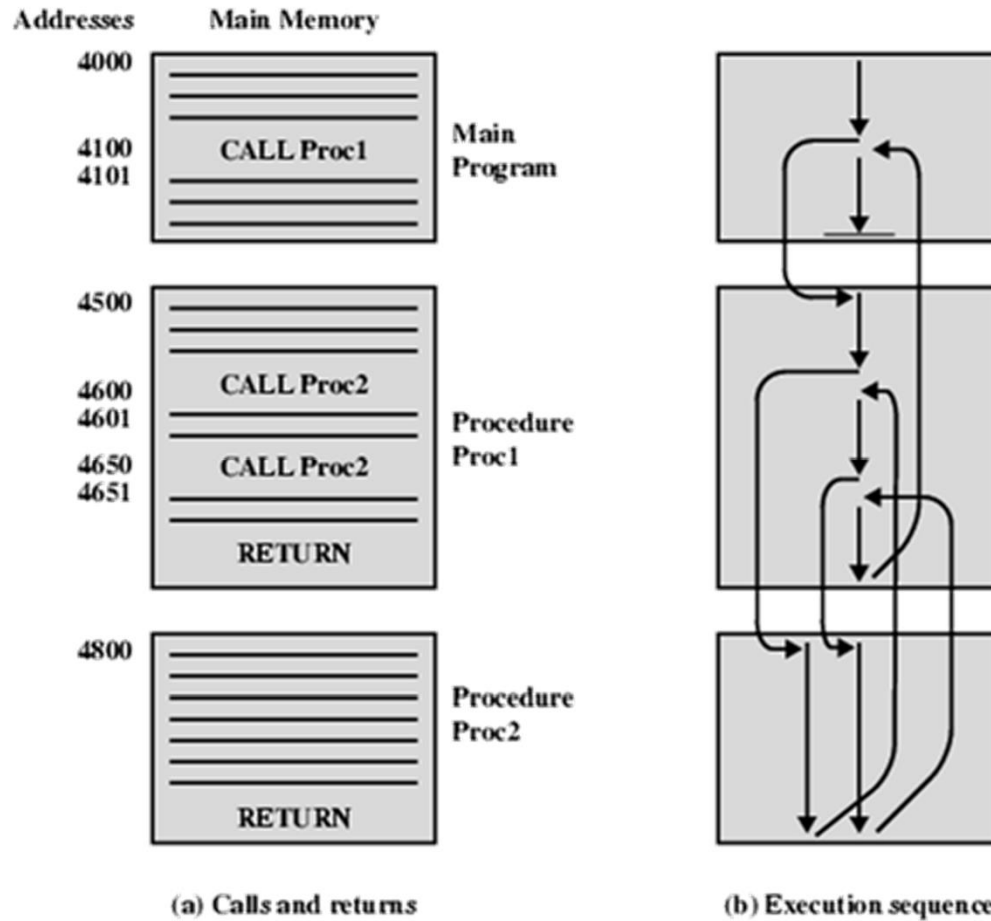 Addresses Main Memory
4000
4100 CALL Proc1
4101
Main
Program
4500
4600 CALL Proc2
4601
4650 CALL Proc2
4651
RETURN
Procedure
Proc1
4800
RETURN
Procedure
Proc2
(a) Calls and returns
(b) Execution sequence